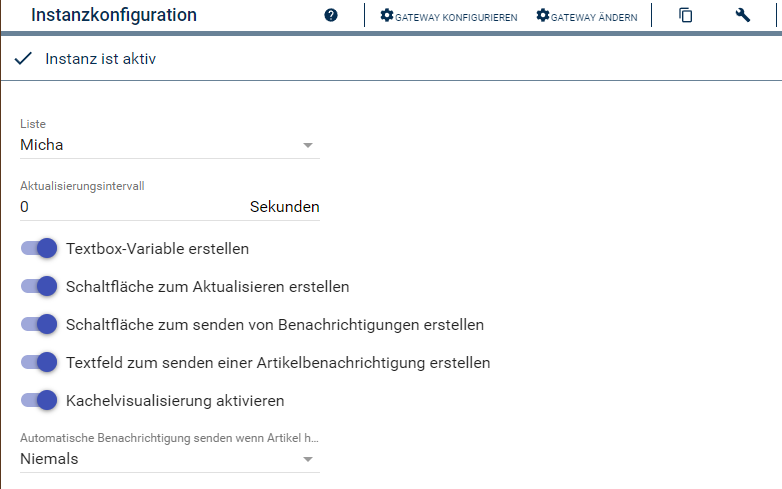 Instanzkonfiguration
GATEWAY KONFIGURIEREN
GATEWAY ÄNDERN
Instanz ist aktiv
Liste
Micha
Aktualisierungsintervall
0 Sekunden
Textbox-Variable erstellen
Schaltfläche zum Aktualisieren erstellen
Schaltfläche zum senden von Benachrichtigungen erstellen
Textfeld zum senden einer Artikelbenachrichtigung erstellen
Kachelvisualisierung aktivieren
Automatische Benachrichtigung senden wenn Artikel h...
Niemals